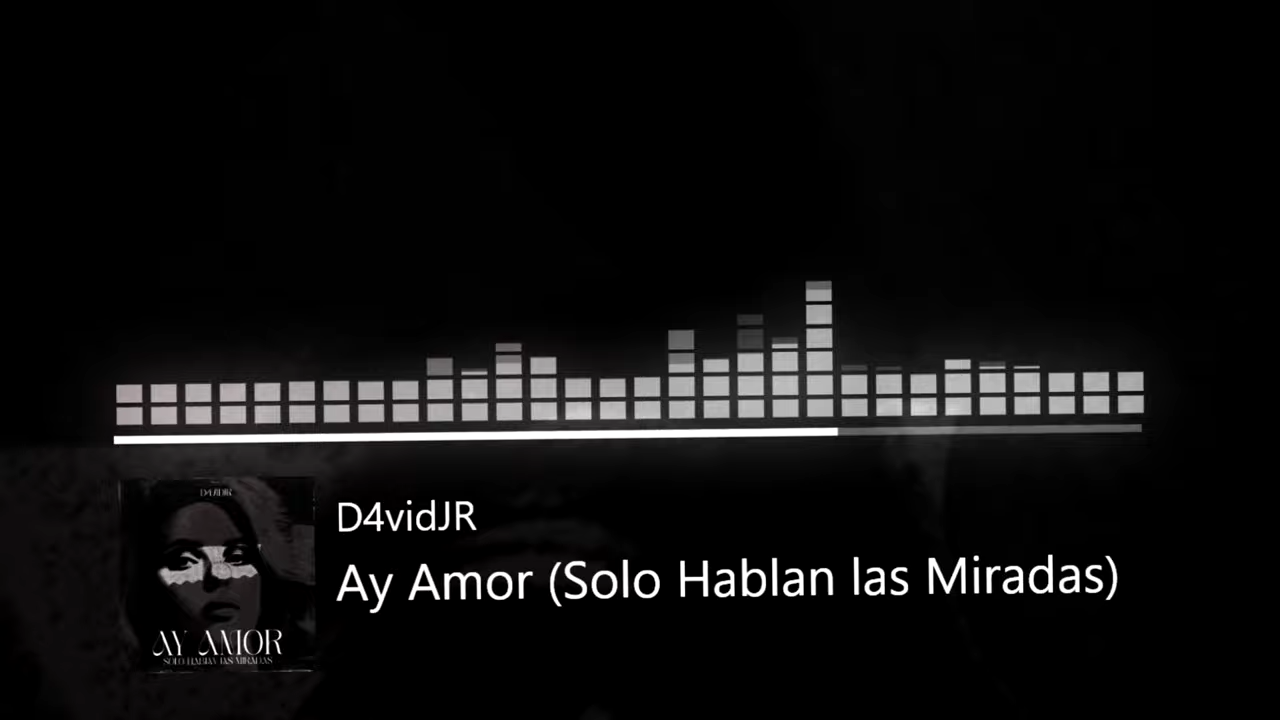 D4VIDJR
AY AMOR
SOLO HABLAN LAS MIRADAS
D4vidJR
Ay Amor (Solo Hablan las Miradas)